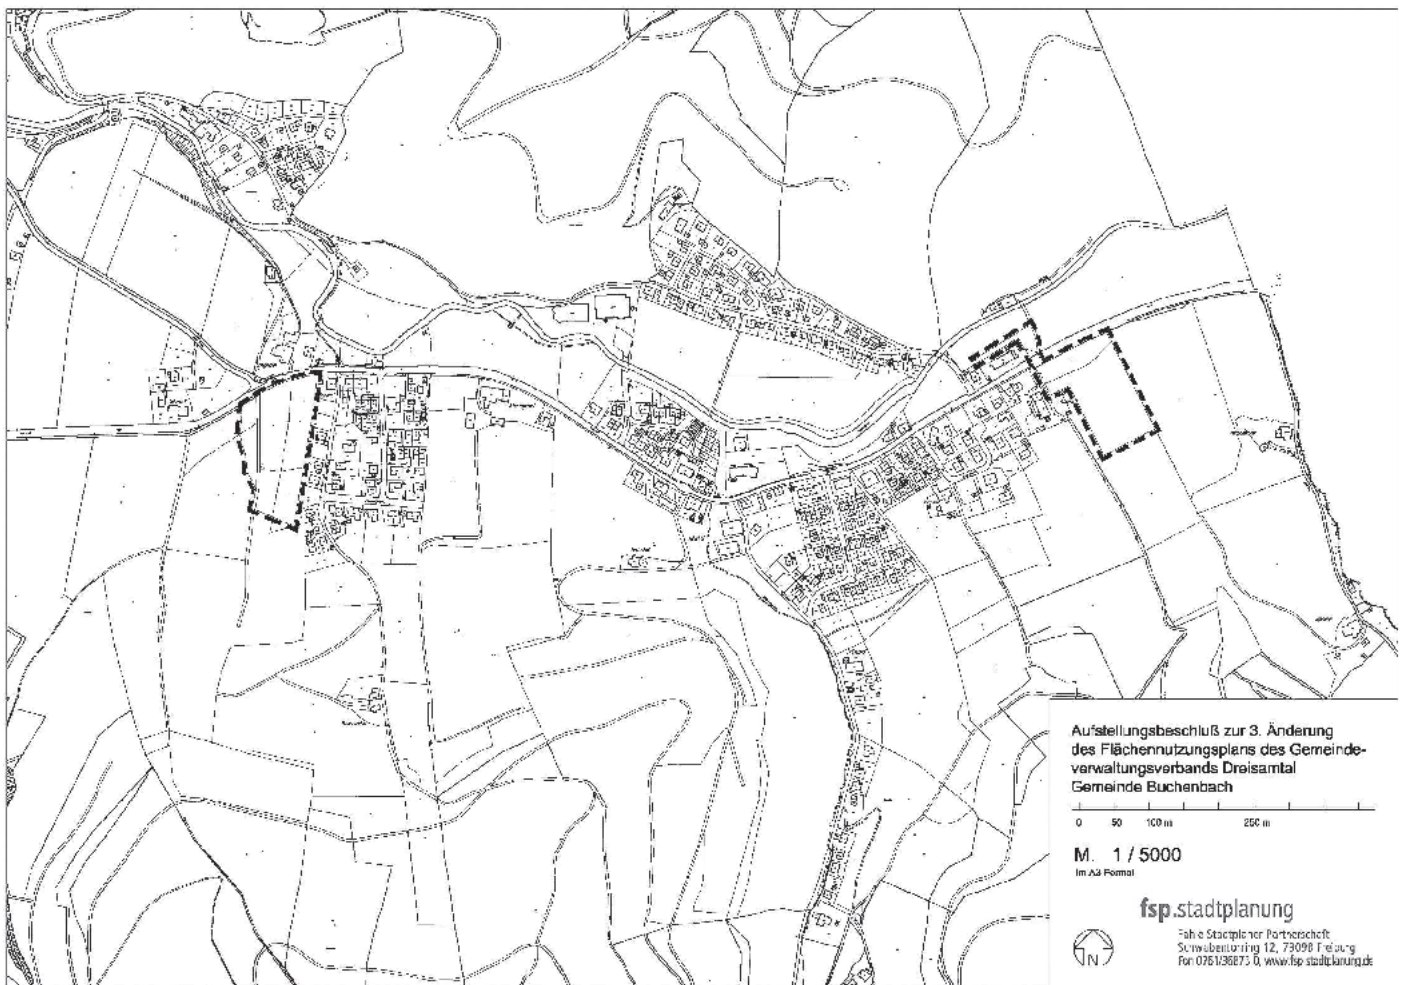 Aufstellungsbeschluß zur 3. Änderung
des Flächennutzungsplans des Gemeinde-
verwaltungsverbands Dreisamtal
Gemeinde Buchenbach
0 50 100 m 250 m
M. 1 / 5000
im A3 Format
fsp.stadtplanung
Fahle Stadtplaner Partnerschaft
Schwabentorring 12, 79098 Freiburg
Fon 0761/36875-0, www.fsp-stadtplanung.de
N